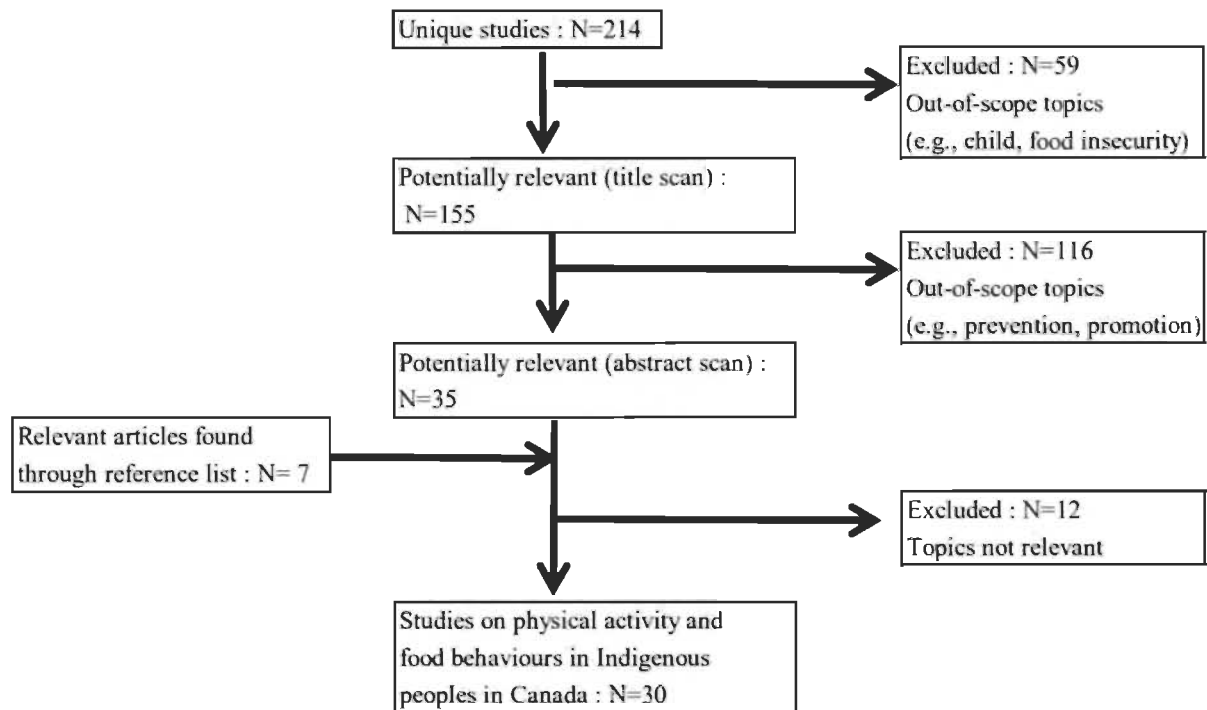 Unique studies : N=214
Excluded : N=59
Out-of-scope topics
(e.g., child, food insecurity)
Potentially relevant (title scan) :
N=155
Excluded : N=116
Out-of-scope topics
(e.g., prevention, promotion)
Potentially relevant (abstract scan) :
N=35
Relevant articles found
through reference list : N= 7
Excluded : N=12
Topics not relevant
Studies on physical activity and
food behaviours in Indigenous
peoples in Canada : N=30